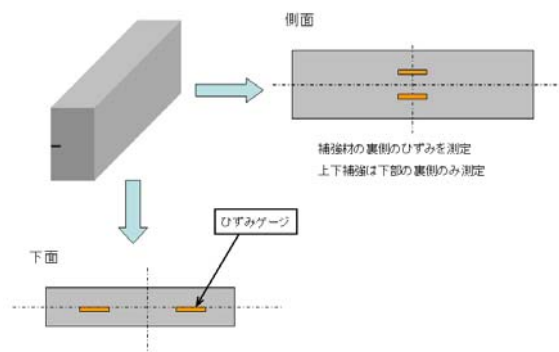 側面
補強材の裏側のひずみを測定
上下補強は下部の裏側のみ測定
ひずみゲージ
下面